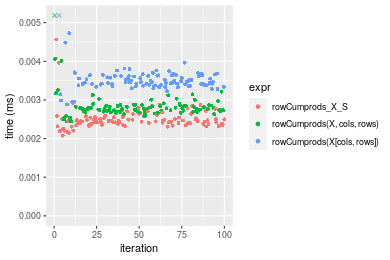 0.005
0.004
0.003
0.002
0.001
0.000
time (ms)
0
25
50
75
100
iteration
expr
rowCumprods_X_S
rowCumprods(X, cols, rows)
rowCumprods(X[cols, rows])